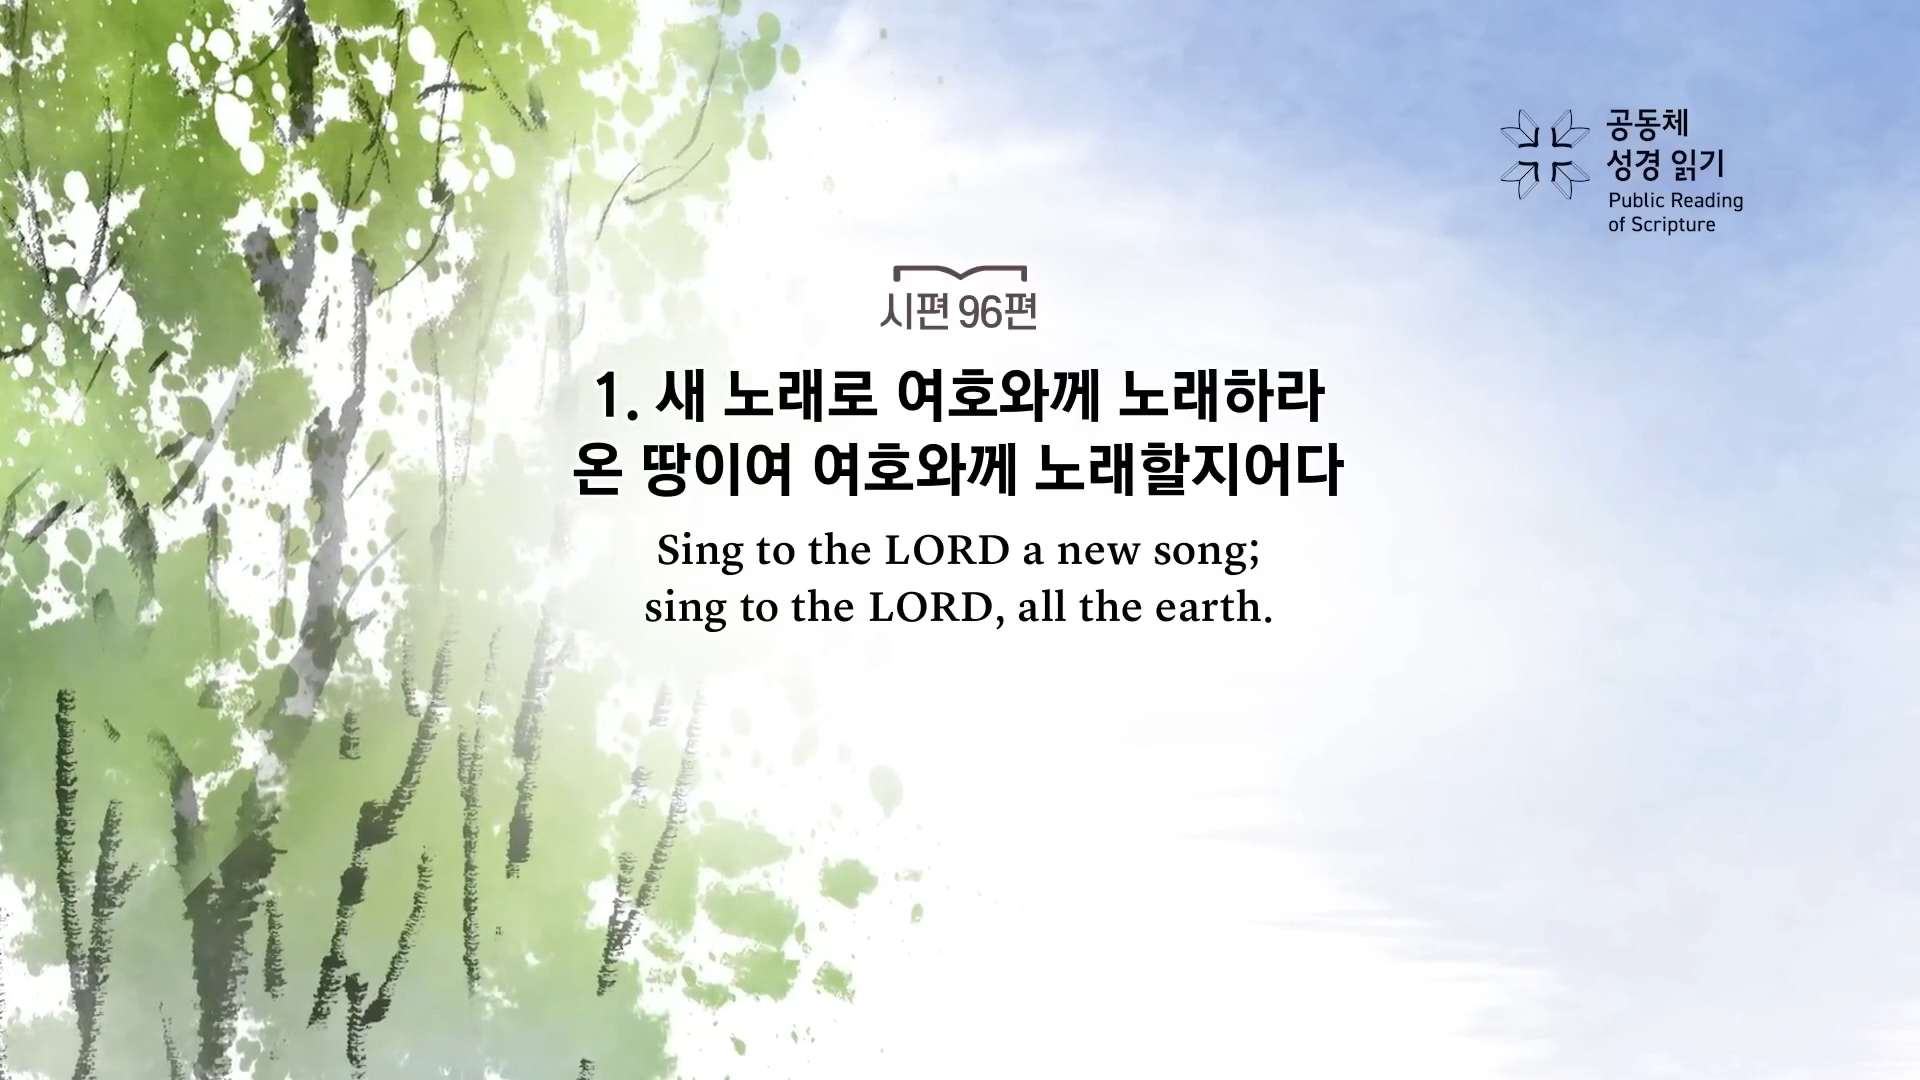 공동체
성경 읽기
Public Reading
of Scripture
시편 96편
1. 새 노래로 여호와께 노래하라
온 땅이여 여호와께 노래할지어다
Sing to the LORD a new song;
sing to the LORD, all the earth.